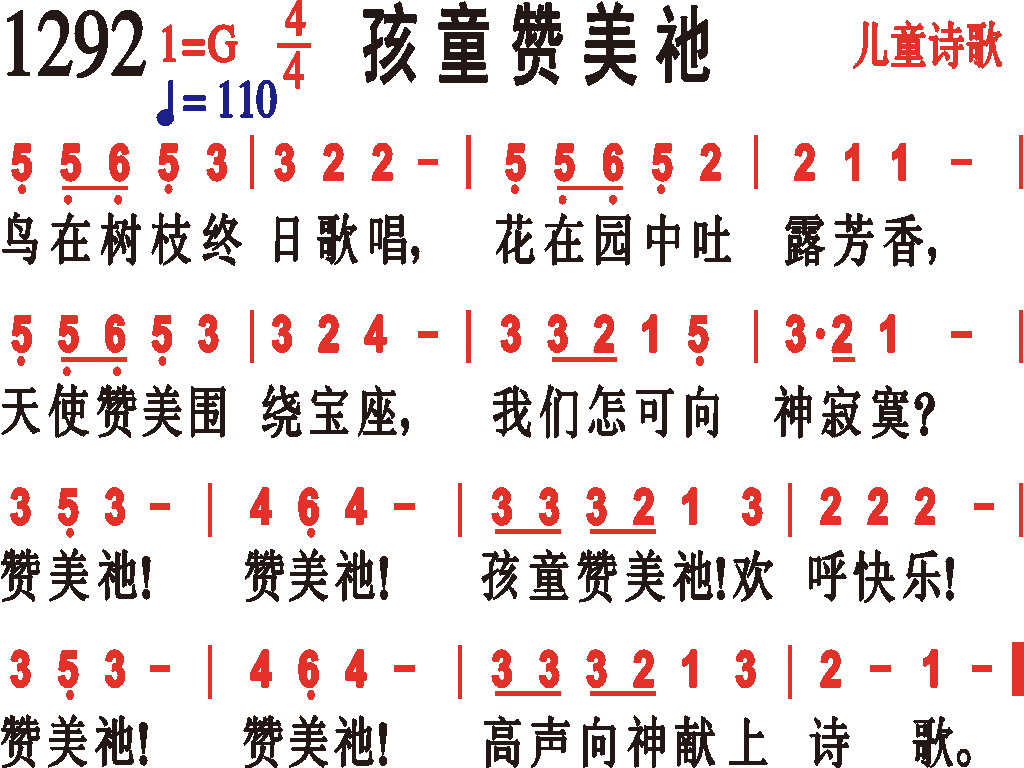 1292 1=G 4/4 孩童赞美祂 儿童诗歌
♩=110
5̣ 5̣ 6̣ 5̣ 3 | 3 2 2 – | 5̣ 5̣ 6̣ 5̣ 2 | 2 1 1 – |
鸟在树枝终 日歌唱, 花在园中吐 露芳香,
5̣ 5̣ 6̣ 5̣ 3 | 3 2 4 – | 3 3 2 1 5̣ | 3·2 1 – |
天使赞美围 绕宝座, 我们怎可向 神寂寞?
3 5̣ 3 – | 4 6̣ 4 – | 3 3 3 2 1 3 | 2 2 2 – |
赞美祂! 赞美祂! 孩童赞美祂!欢 呼快乐!
3 5̣ 3 – | 4 6̣ 4 – | 3 3 3 2 1 3 | 2 – 1 – |
赞美祂! 赞美祂! 高声向神献上 诗 歌。